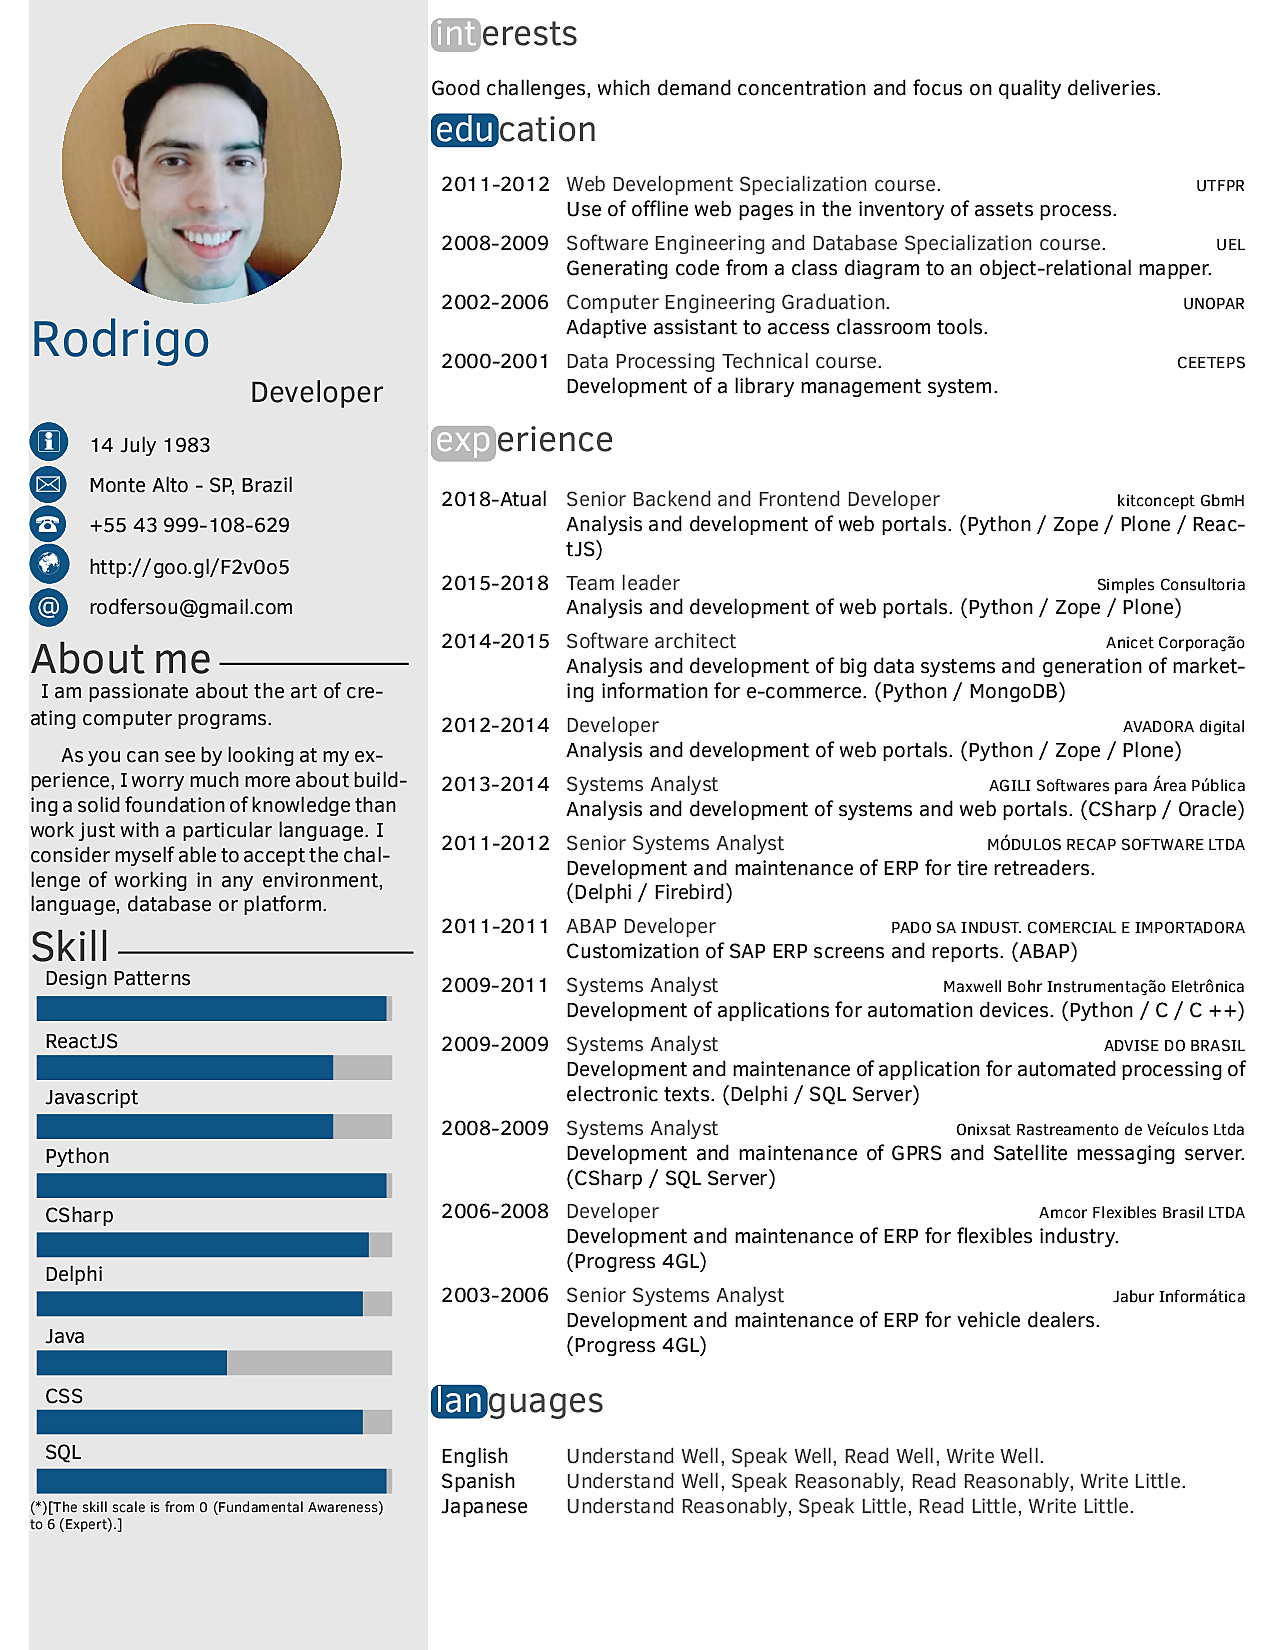 Rodrigo
Developer
14 July 1983
Monte Alto - SP, Brazil
+55 43 999-108-629
http://goo.gl/F2v0o5
@ rodfersou@gmail.com
About me
I am passionate about the art of cre-
ating computer programs.
As you can see by looking at my ex-
perience, I worry much more about build-
ing a solid foundation of knowledge than
work just with a particular language. I
consider myself able to accept the chal-
lenge of working in any environment,
language, database or platform.
Skill
Design Patterns
ReactJS
Javascript
Python
CSharp
Delphi
Java
CSS
SQL
(*)[The skill scale is from 0 (Fundamental Awareness)
to 6 (Expert).]
interests
Good challenges, which demand concentration and focus on quality deliveries.
education
2011-2012 Web Development Specialization course. UTFPR
Use of offline web pages in the inventory of assets process.
2008-2009 Software Engineering and Database Specialization course. UEL
Generating code from a class diagram to an object-relational mapper.
2002-2006 Computer Engineering Graduation. UNOPAR
Adaptive assistant to access classroom tools.
2000-2001 Data Processing Technical course. CEETEPS
Development of a library management system.
experience
2018-Atual Senior Backend and Frontend Developer kitconcept GbmH
Analysis and development of web portals. (Python / Zope / Plone / Reac-
tJS)
2015-2018 Team leader Simples Consultoria
Analysis and development of web portals. (Python / Zope / Plone)
2014-2015 Software architect Anicet Corporação
Analysis and development of big data systems and generation of market-
ing information for e-commerce. (Python / MongoDB)
2012-2014 Developer AVADORA digital
Analysis and development of web portals. (Python / Zope / Plone)
2013-2014 Systems Analyst AGILI Softwares para Área Pública
Analysis and development of systems and web portals. (CSharp / Oracle)
2011-2012 Senior Systems Analyst MÓDULOS RECAP SOFTWARE LTDA
Development and maintenance of ERP for tire retreaders.
(Delphi / Firebird)
2011-2011 ABAP Developer PADO SA INDUST. COMERCIAL E IMPORTADORA
Customization of SAP ERP screens and reports. (ABAP)
2009-2011 Systems Analyst Maxwell Bohr Instrumentação Eletrônica
Development of applications for automation devices. (Python / C / C ++)
2009-2009 Systems Analyst ADVISE DO BRASIL
Development and maintenance of application for automated processing of
electronic texts. (Delphi / SQL Server)
2008-2009 Systems Analyst Onixsat Rastreamento de Veículos Ltda
Development and maintenance of GPRS and Satellite messaging server.
(CSharp / SQL Server)
2006-2008 Developer Amcor Flexibles Brasil LTDA
Development and maintenance of ERP for flexibles industry.
(Progress 4GL)
2003-2006 Senior Systems Analyst Jabur Informática
Development and maintenance of ERP for vehicle dealers.
(Progress 4GL)
languages
English Understand Well, Speak Well, Read Well, Write Well.
Spanish Understand Well, Speak Reasonably, Read Reasonably, Write Little.
Japanese Understand Reasonably, Speak Little, Read Little, Write Little.